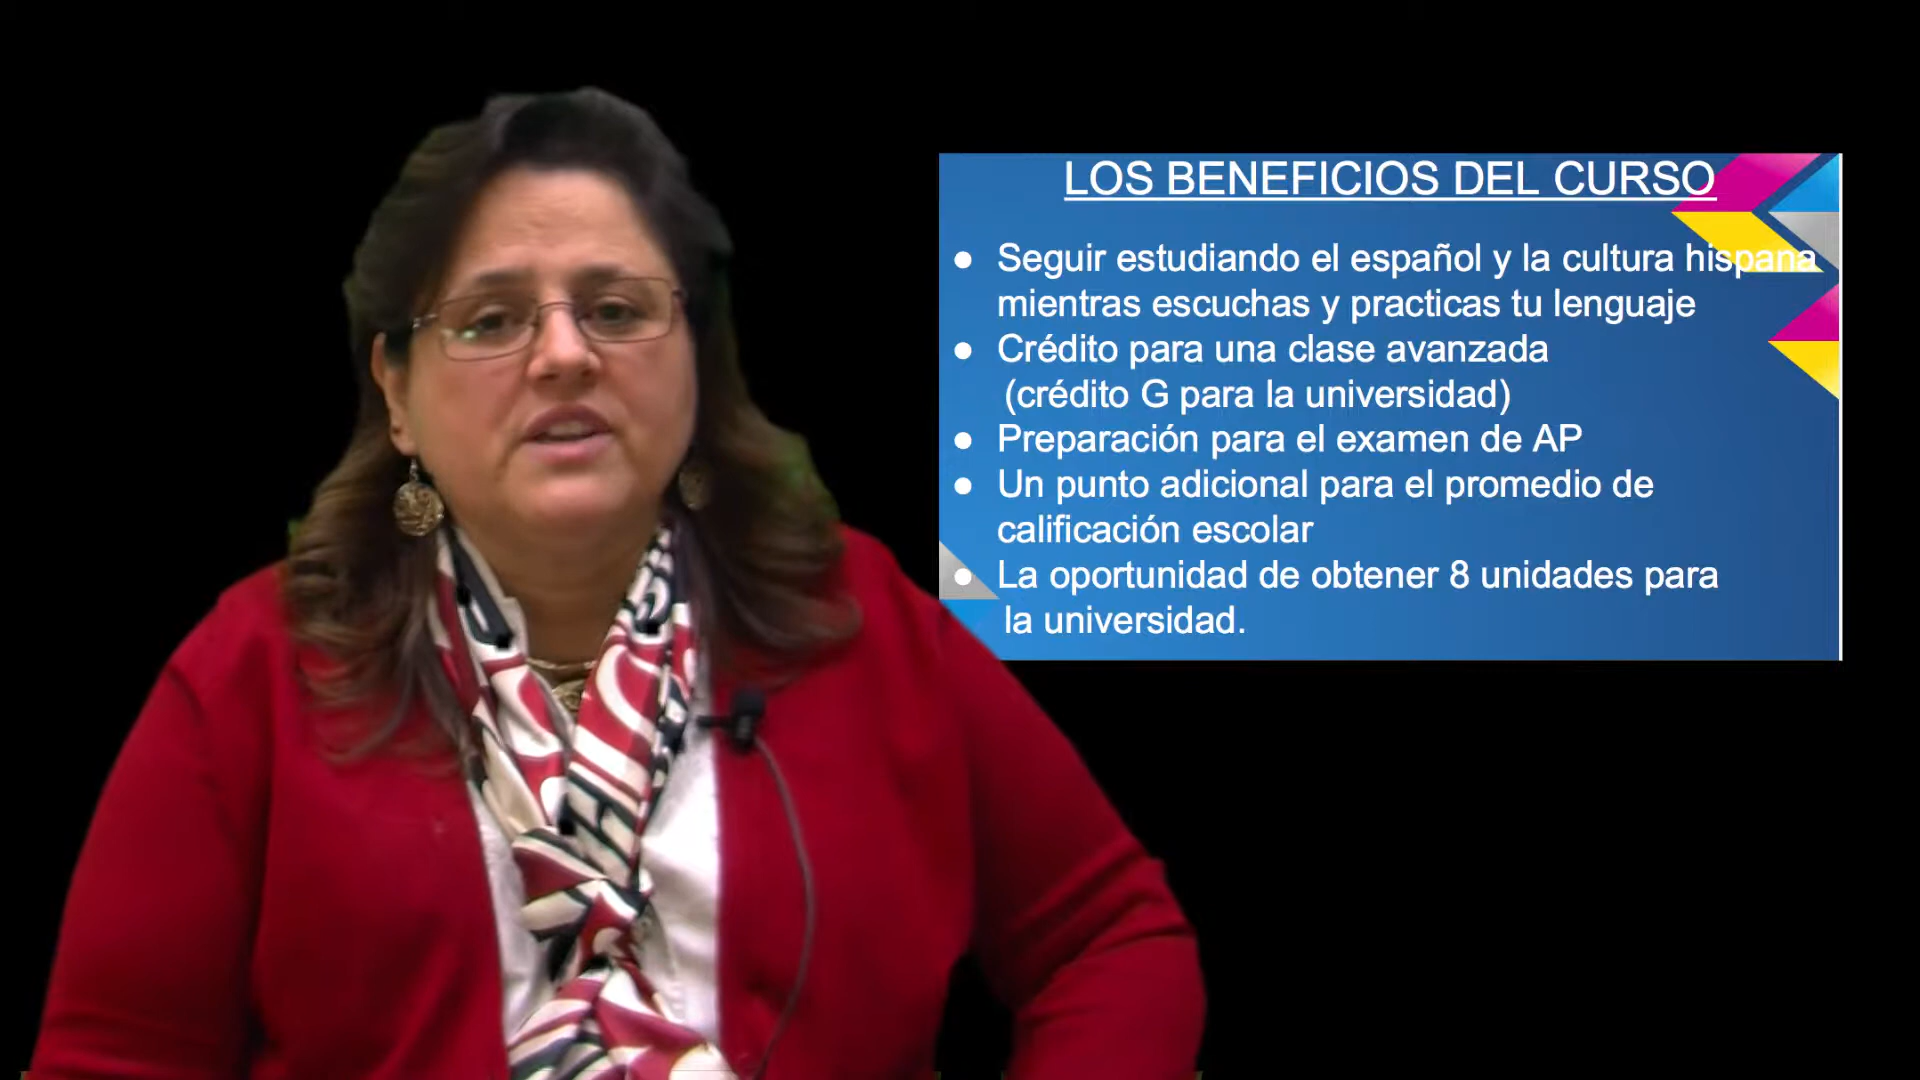 LOS BENEFICIOS DEL CURSO
● Seguir estudiando el español y la cultura hispana
mientras escuchas y practicas tu lenguaje
● Crédito para una clase avanzada
(crédito G para la universidad)
● Preparación para el examen de AP
● Un punto adicional para el promedio de
calificación escolar
● La oportunidad de obtener 8 unidades para
la universidad.